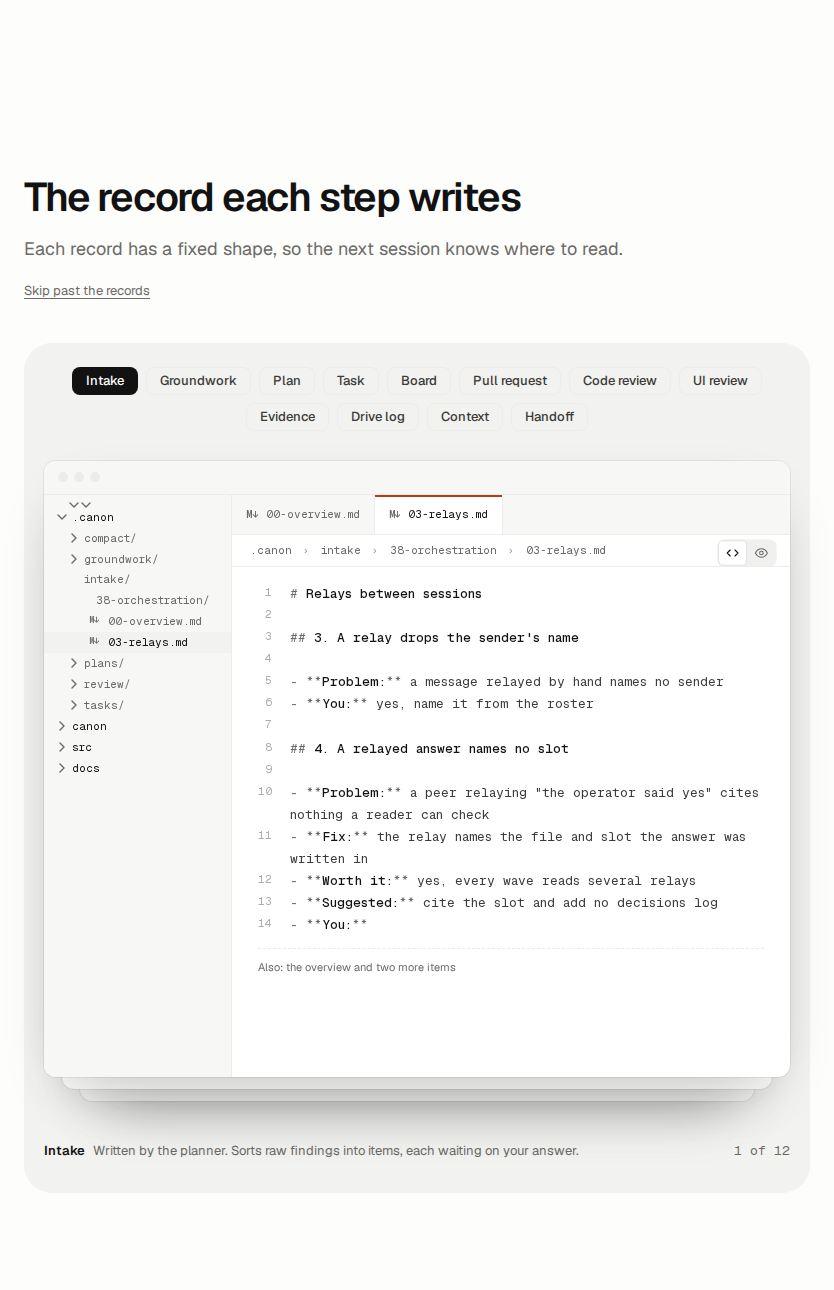 The record each step writes
Each record has a fixed shape, so the next session knows where to read.
Skip past the records
Intake Groundwork Plan Task Board Pull request Code review UI review
Evidence Drive log Context Handoff
.canon
compact/
groundwork/
intake/
38-orchestration/
M↓ 00-overview.md
M↓ 03-relays.md
plans/
review/
tasks/
canon
src
docs
M↓ 00-overview.md M↓ 03-relays.md
.canon › intake › 38-orchestration › 03-relays.md
1 # Relays between sessions
2
3 ## 3. A relay drops the sender's name
4
5 - **Problem:** a message relayed by hand names no sender
6 - **You:** yes, name it from the roster
7
8 ## 4. A relayed answer names no slot
9
10 - **Problem:** a peer relaying "the operator said yes" cites
nothing a reader can check
11 - **Fix:** the relay names the file and slot the answer was
written in
12 - **Worth it:** yes, every wave reads several relays
13 - **Suggested:** cite the slot and add no decisions log
14 - **You:**
Also: the overview and two more items
Intake Written by the planner. Sorts raw findings into items, each waiting on your answer. 1 of 12